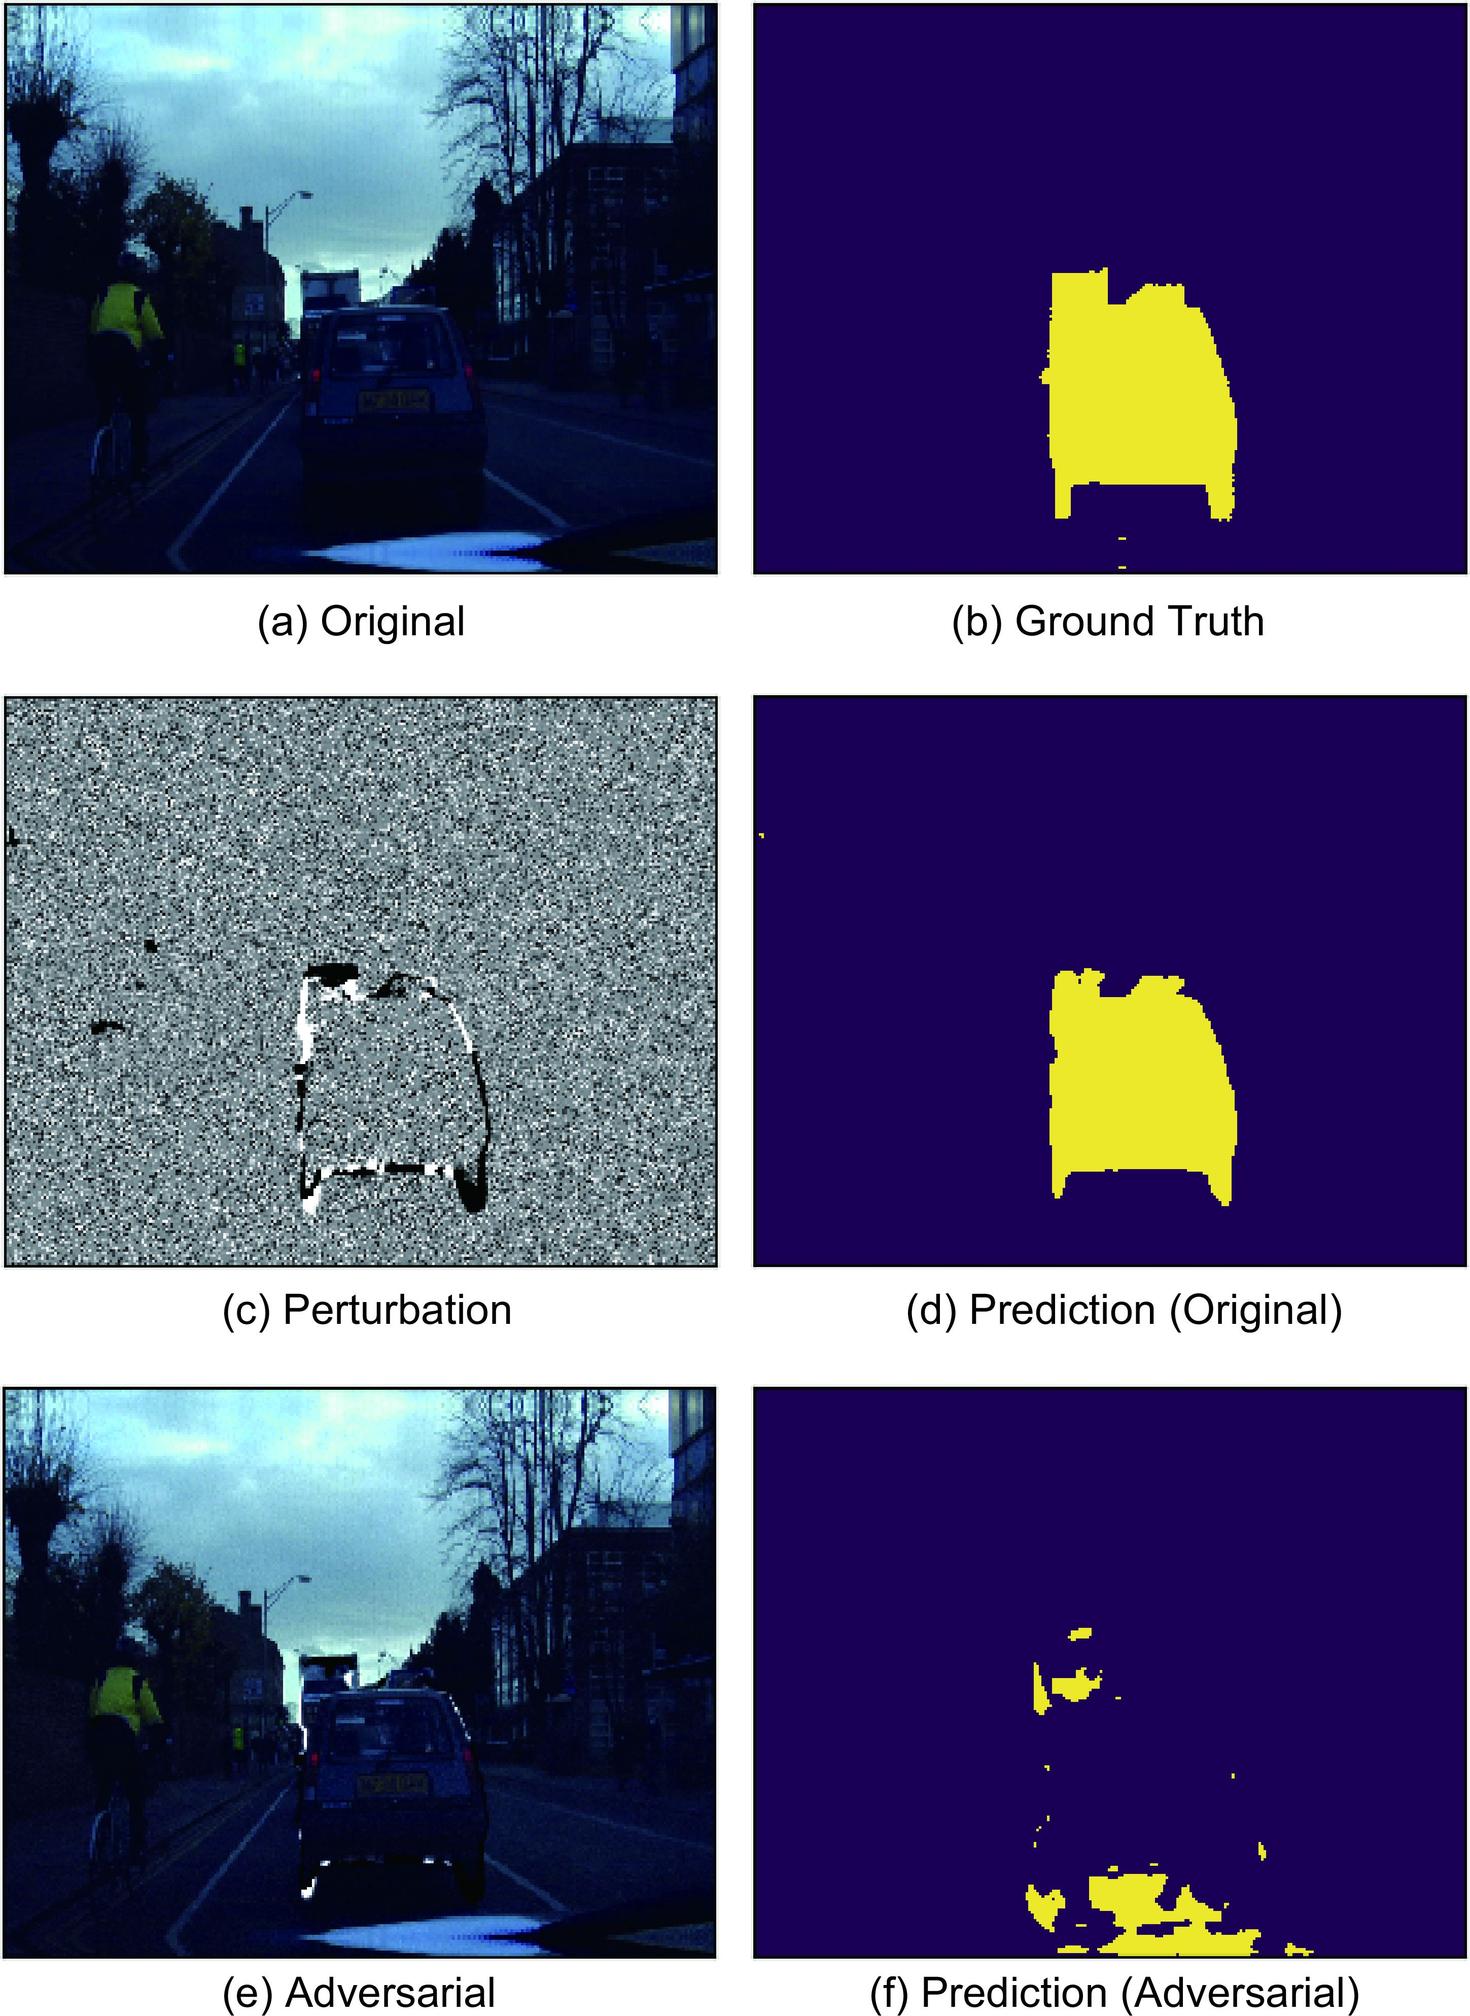 (a) Original
(b) Ground Truth
(c) Perturbation
(d) Prediction (Original)
(e) Adversarial
(f) Prediction (Adversarial)